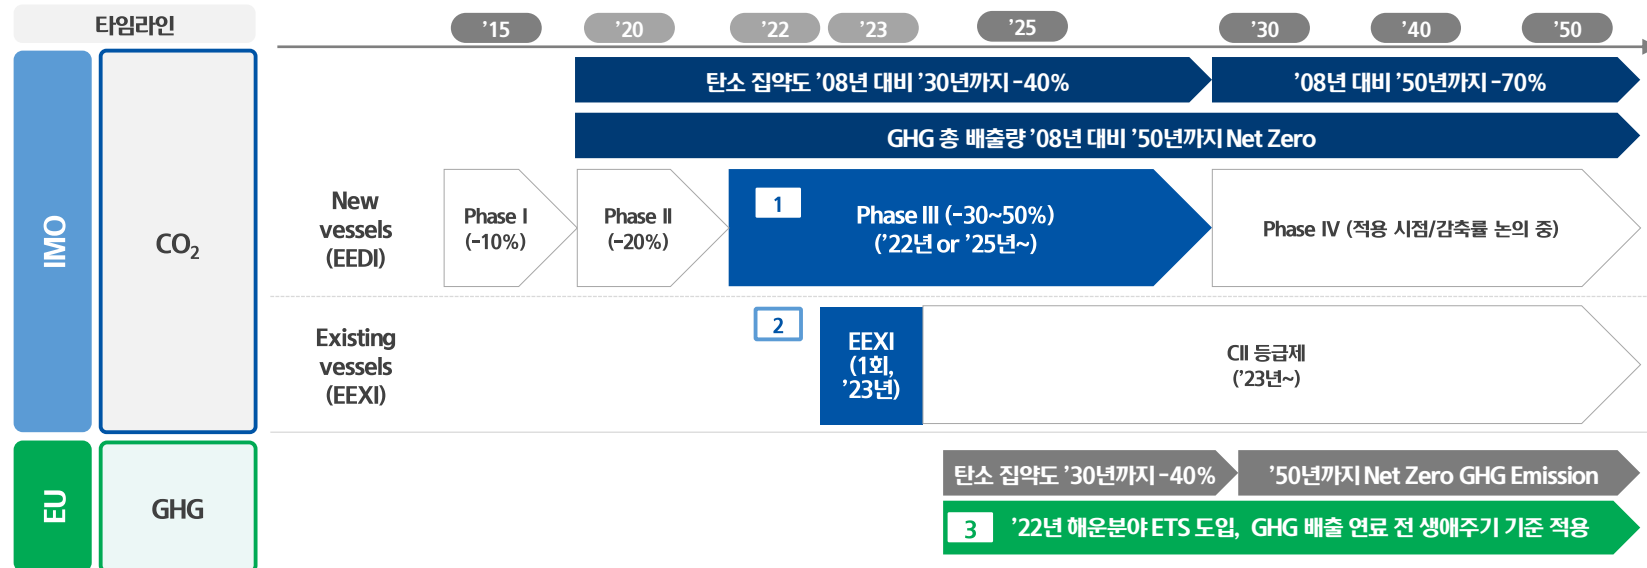 타임라인
’15
’20
’22
’23
’25
’30
’40
’50
IMO
CO₂
탄소 집약도 ’08년 대비 ’30년까지 -40%
’08년 대비 ’50년까지 -70%
GHG 총 배출량 ’08년 대비 ’50년까지 Net Zero
New
vessels
(EEDI)
Phase Ⅰ
(-10%)
Phase Ⅱ
(-20%)
1
Phase III (-30~50%)
(’22년 or ’25년~)
Phase IV (적용 시점/감축률 논의 중)
Existing
vessels
(EEXI)
2
EEXI
(1회,
’23년)
CII 등급제
(’23년~)
EU
GHG
탄소 집약도 ’30년까지 -40%
’50년까지 Net Zero GHG Emission
3
’22년 해운분야 ETS 도입, GHG 배출 연료 전 생애주기 기준 적용